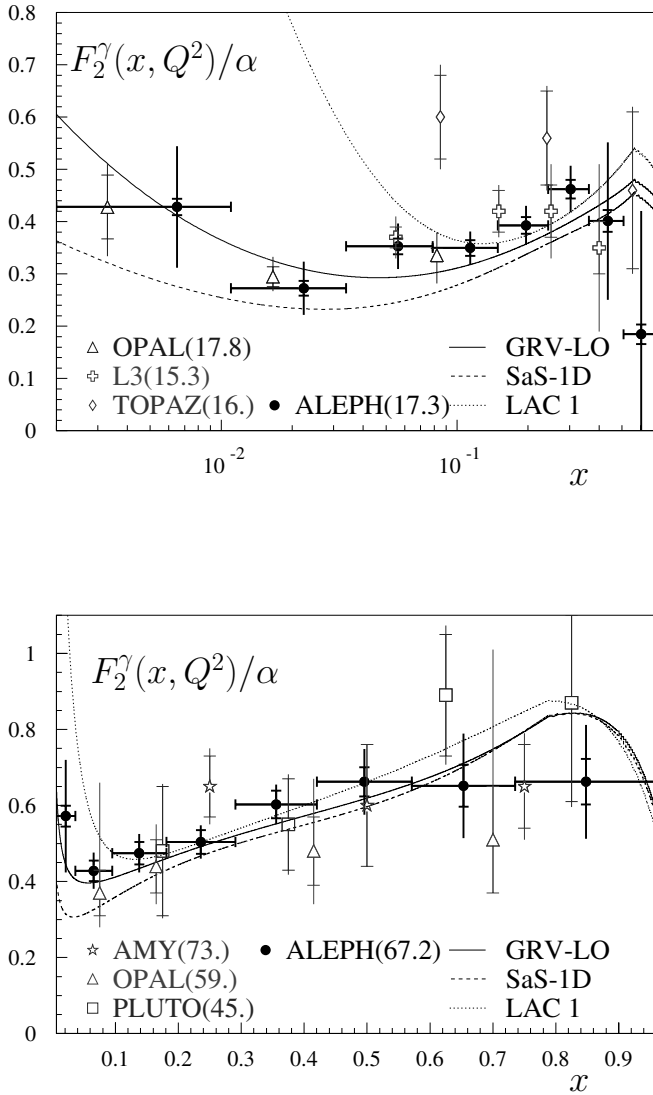 0.8
F₂^γ(x, Q²)/α
0.7
0.6
0.5
0.4
0.3
0.2
0.1
0
OPAL(17.8)
L3(15.3)
TOPAZ(16.) ALEPH(17.3)
GRV-LO
SaS-1D
LAC 1
10⁻² 10⁻¹
x
1
F₂^γ(x, Q²)/α
0.8
0.6
0.4
0.2
0
AMY(73.) ALEPH(67.2)
OPAL(59.)
PLUTO(45.)
GRV-LO
SaS-1D
LAC 1
0.1 0.2 0.3 0.4 0.5 0.6 0.7 0.8 0.9
x